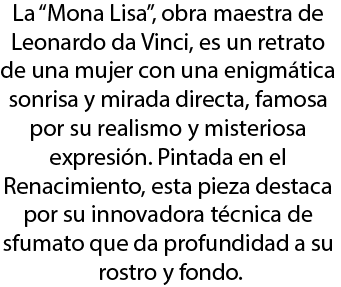 La “Mona Lisa”, obra maestra de
Leonardo da Vinci, es un retrato
de una mujer con una enigmática
sonrisa y mirada directa, famosa
por su realismo y misteriosa
expresión. Pintada en el
Renacimiento, esta pieza destaca
por su innovadora técnica de
sfumato que da profundidad a su
rostro y fondo.